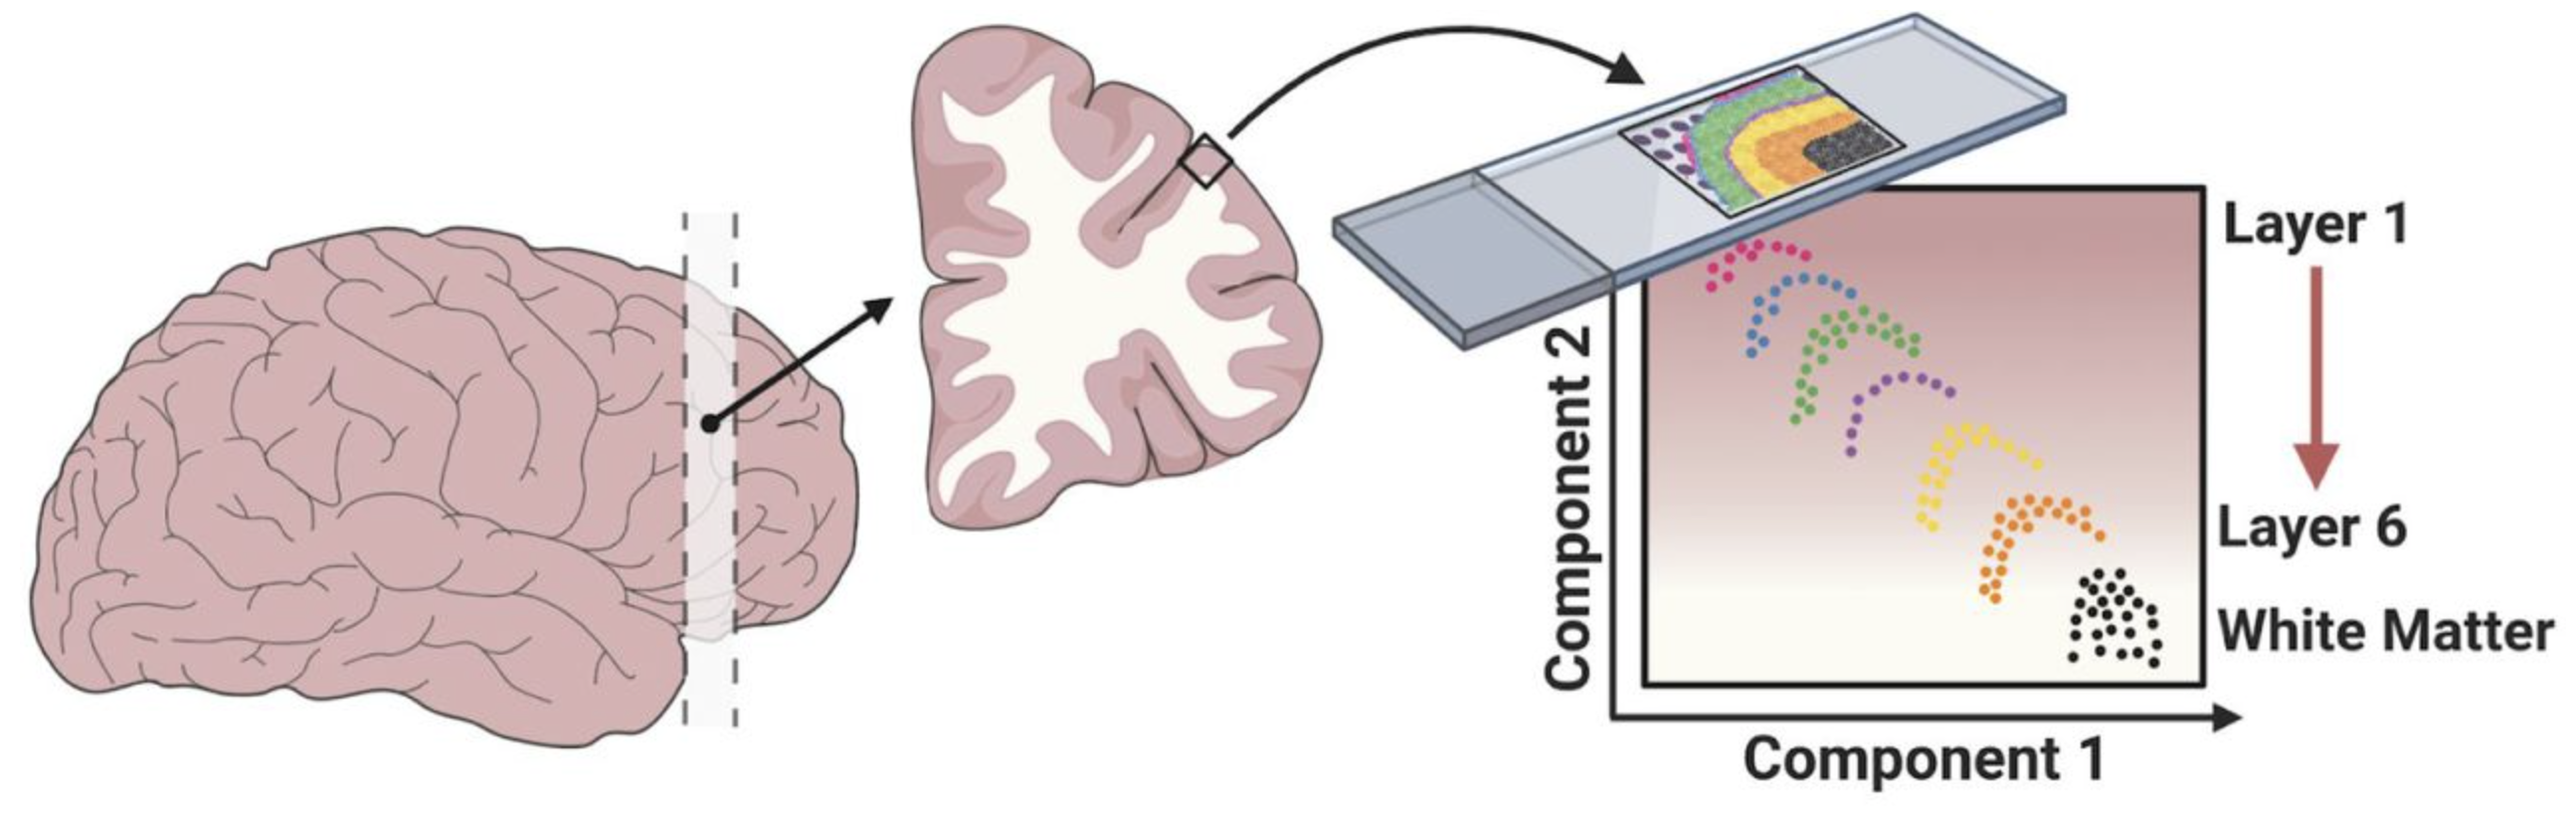 Layer 1
Layer 6
White Matter
Component 2
Component 1